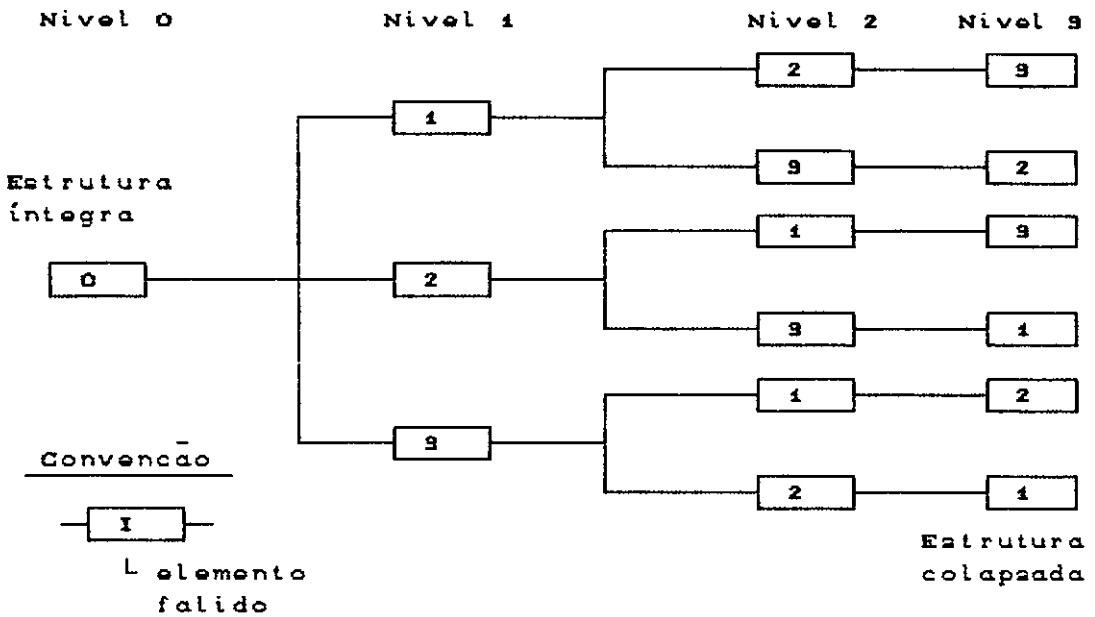 Nivel 0 Nivel 1 Nivel 2 Nivel 3
2 3
1
3 2
Estrutura
íntegra
1 3
0 2
3 1
1 2
3
Convencão
2 1
I
Estrutura
colapsada
elemento
falido